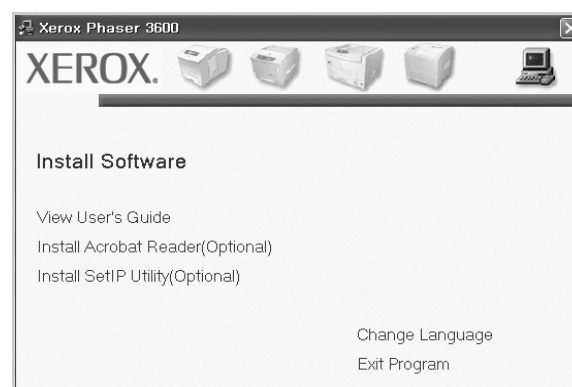 Xerox Phaser 3600
XEROX.
Install Software
View User's Guide
Install Acrobat Reader(Optional)
Install SetIP Utility(Optional)
Change Language
Exit Program